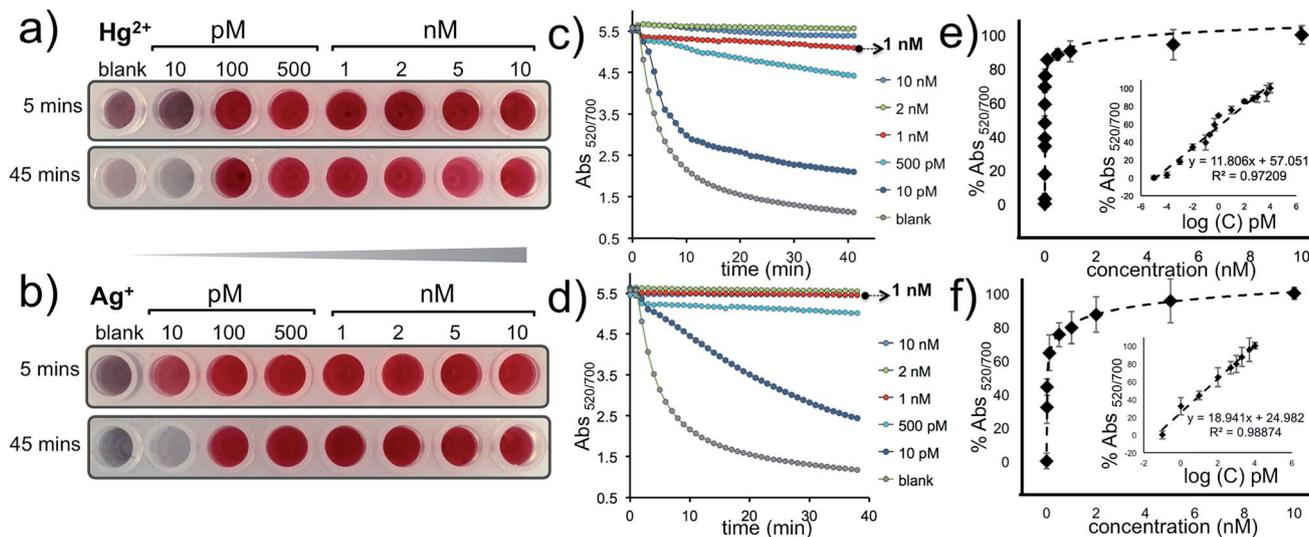 a)
Hg2+
pM
nM
blank 10 100 500 1 2 5 10
5 mins
45 mins
b)
Ag+
pM
nM
blank 10 100 500 1 2 5 10
5 mins
45 mins
c)
5.5
4.5
3.5
2.5
1.5
0.5
Abs 520/700
0 10 20 30 40
time (min)
1 nM
10 nM
2 nM
1 nM
500 pM
10 pM
blank
d)
5.5
4.5
3.5
2.5
1.5
0.5
Abs 520/700
0 10 20 30 40
time (min)
1 nM
10 nM
2 nM
1 nM
500 pM
10 pM
blank
e)
100
80
60
40
20
0
% Abs 520/700
0 2 4 6 8 10
concentration (nM)
100
80
60
40
20
0
-20
% Abs 520/700
-6 -4 -2 0 2 4 6
log (C) pM
y = 11.806x + 57.051
R² = 0.97209
f)
100
80
60
40
20
0
% Abs 520/700
0 2 4 6 8 10
concentration (nM)
100
80
60
40
20
0
-20
% Abs 520/700
-2 0 2 4 6
log (C) pM
y = 18.941x + 24.982
R² = 0.98874